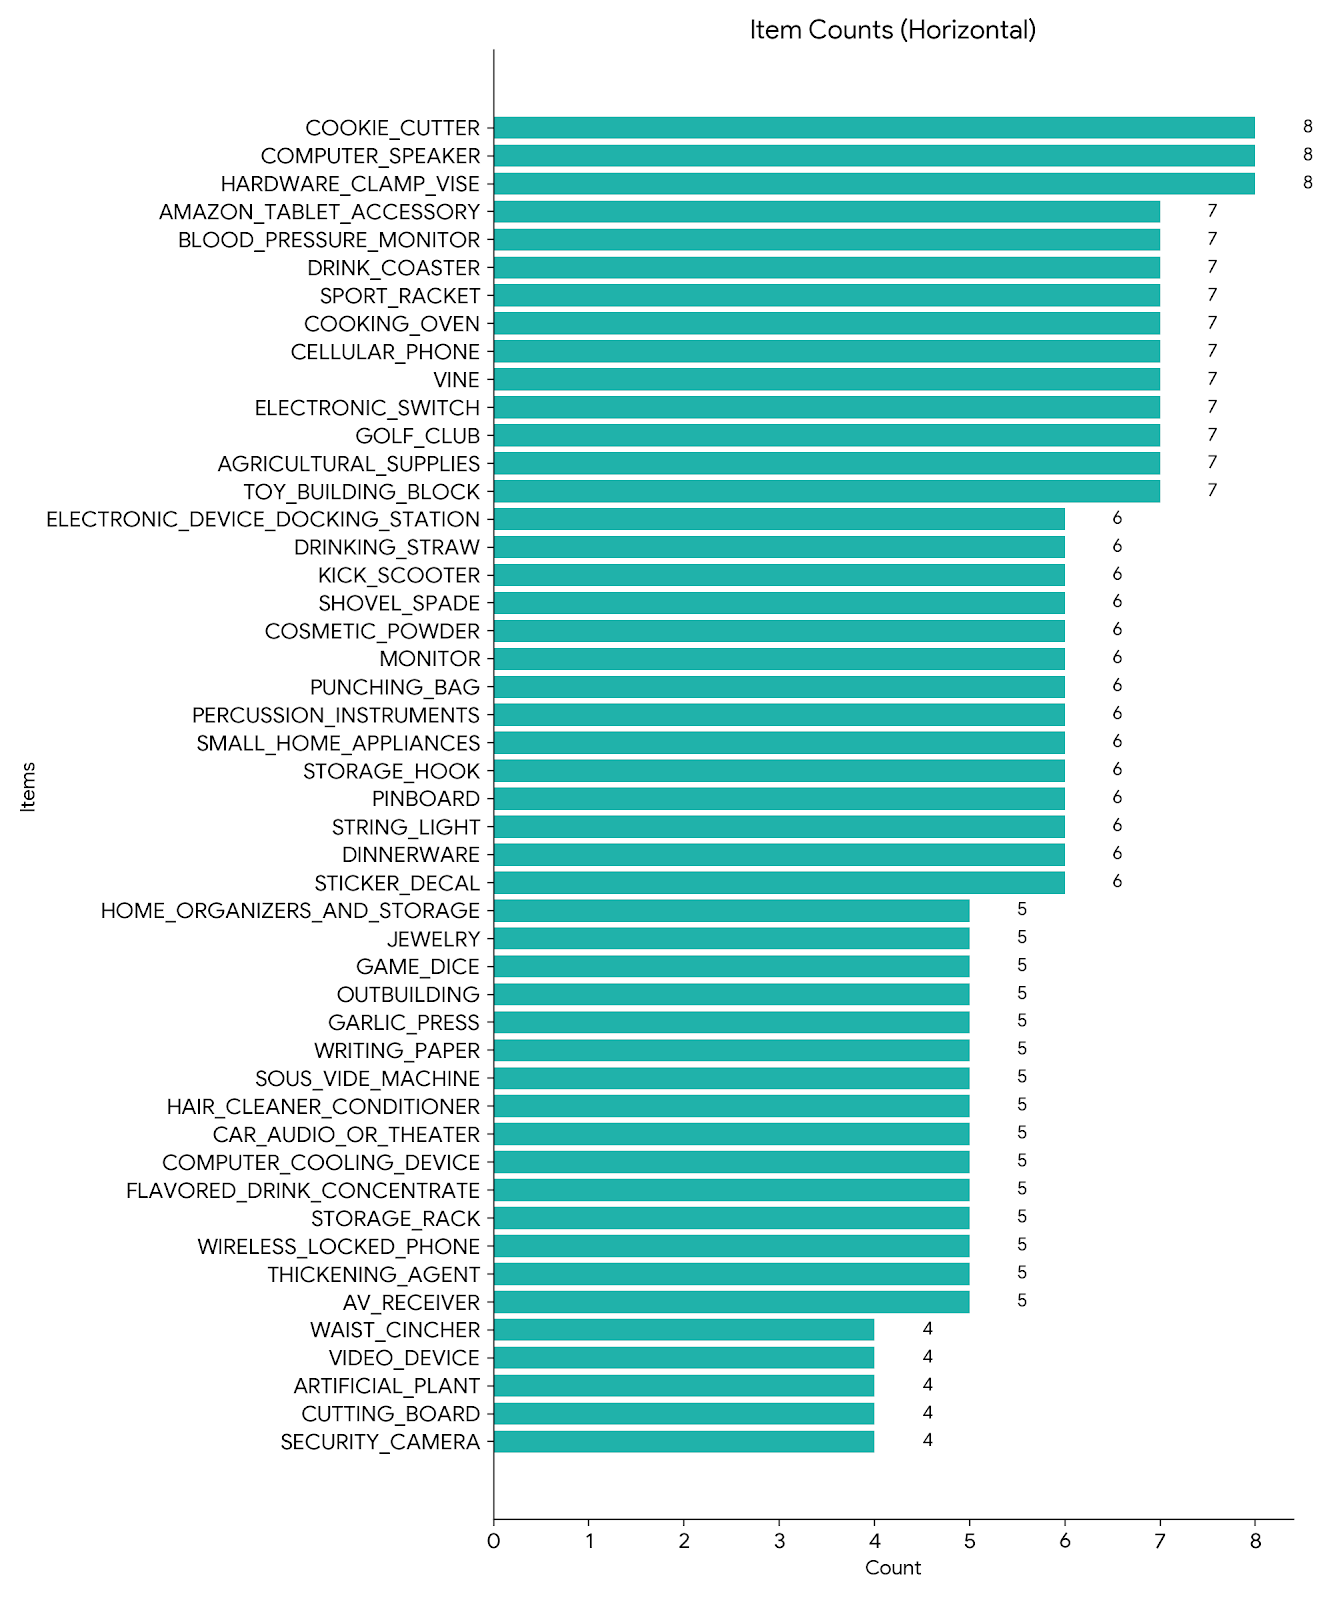 Item Counts (Horizontal)
COOKIE_CUTTER 8
COMPUTER_SPEAKER 8
HARDWARE_CLAMP_VISE 8
AMAZON_TABLET_ACCESSORY 7
BLOOD_PRESSURE_MONITOR 7
DRINK_COASTER 7
SPORT_RACKET 7
COOKING_OVEN 7
CELLULAR_PHONE 7
VINE 7
ELECTRONIC_SWITCH 7
GOLF_CLUB 7
AGRICULTURAL_SUPPLIES 7
TOY_BUILDING_BLOCK 7
ELECTRONIC_DEVICE_DOCKING_STATION 6
DRINKING_STRAW 6
KICK_SCOOTER 6
SHOVEL_SPADE 6
COSMETIC_POWDER 6
MONITOR 6
PUNCHING_BAG 6
PERCUSSION_INSTRUMENTS 6
SMALL_HOME_APPLIANCES 6
STORAGE_HOOK 6
PINBOARD 6
STRING_LIGHT 6
DINNERWARE 6
STICKER_DECAL 6
HOME_ORGANIZERS_AND_STORAGE 5
JEWELRY 5
GAME_DICE 5
OUTBUILDING 5
GARLIC_PRESS 5
WRITING_PAPER 5
SOUS_VIDE_MACHINE 5
HAIR_CLEANER_CONDITIONER 5
CAR_AUDIO_OR_THEATER 5
COMPUTER_COOLING_DEVICE 5
FLAVORED_DRINK_CONCENTRATE 5
STORAGE_RACK 5
WIRELESS_LOCKED_PHONE 5
THICKENING_AGENT 5
AV_RECEIVER 5
WAIST_CINCHER 4
VIDEO_DEVICE 4
ARTIFICIAL_PLANT 4
CUTTING_BOARD 4
SECURITY_CAMERA 4
Items
0 1 2 3 4 5 6 7 8
Count